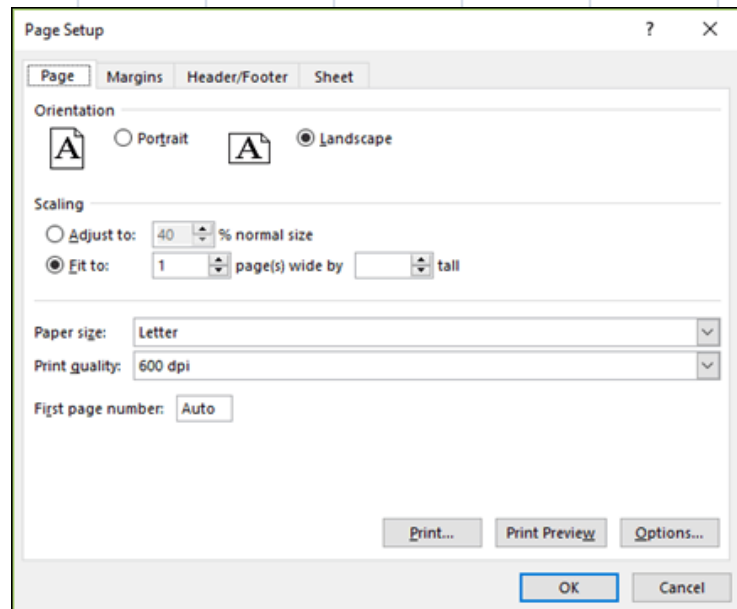 Page Setup ? ×
Page Margins Header/Footer Sheet
Orientation
A Portrait A Landscape
Scaling
Adjust to: 40 % normal size
Fit to: 1 page(s) wide by tall
Paper size: Letter
Print quality: 600 dpi
First page number: Auto
Print... Print Preview Options...
OK Cancel